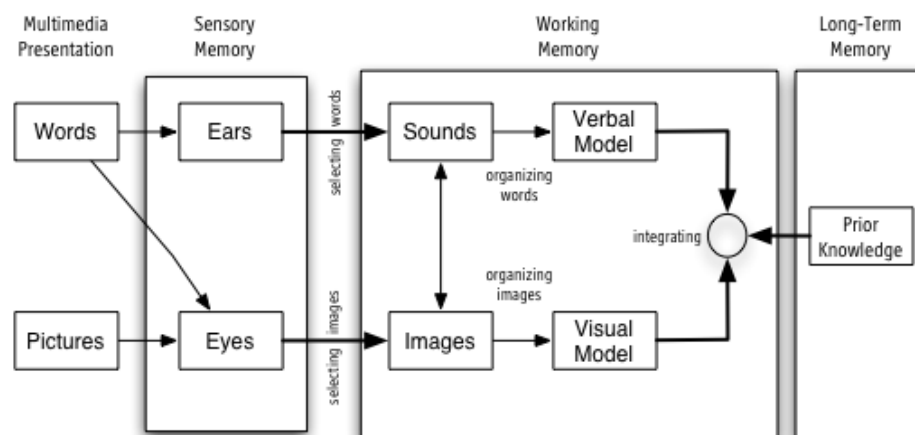 Multimedia
Presentation
Sensory
Memory
Working
Memory
Long-Term
Memory
Words
Ears
selecting words
Sounds
Verbal
Model
organizing
words
integrating
Prior
Knowledge
organizing
images
Pictures
Eyes
selecting images
Images
Visual
Model